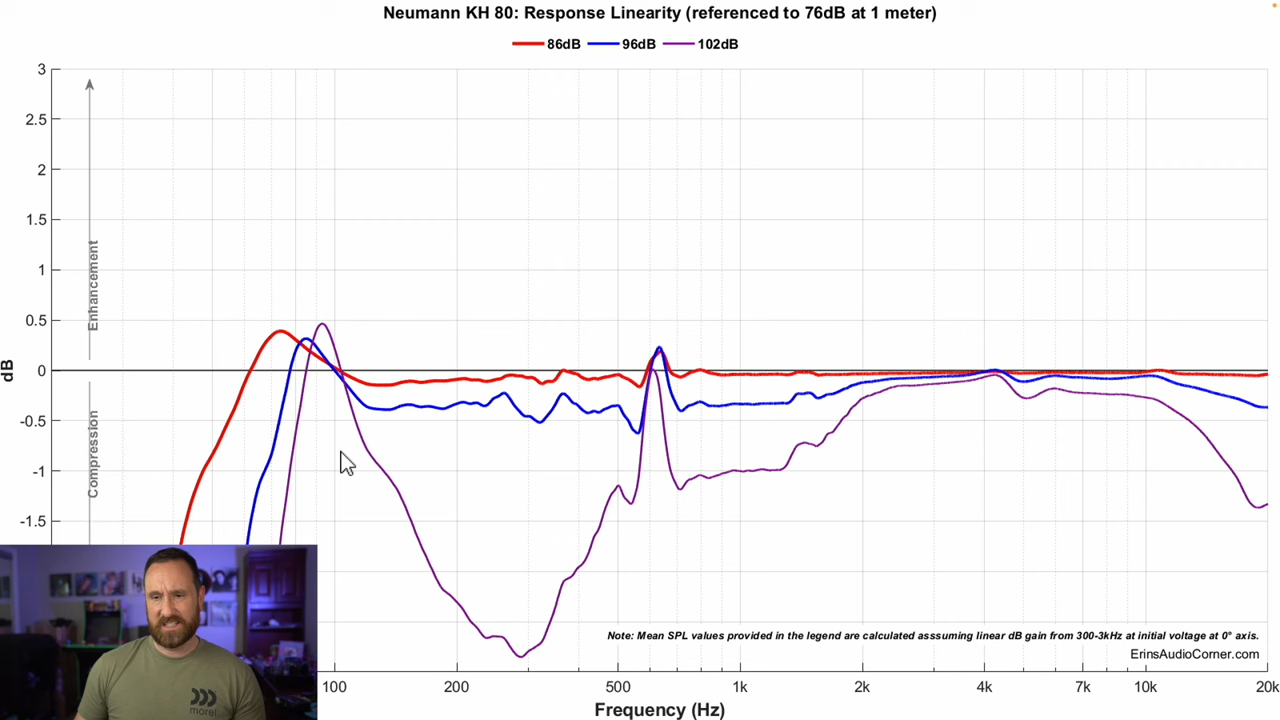 Neumann KH 80: Response Linearity (referenced to 76dB at 1 meter)
86dB 96dB 102dB
3
2.5
2
1.5
1
0.5
0
-0.5
-1
-1.5
dB
Enhancement
Compression
Note: Mean SPL values provided in the legend are calculated asssuming linear dB gain from 300-3kHz at initial voltage at 0° axis.
ErinsAudioCorner.com
100 200 500 1k 2k 4k 7k 10k 20k
Frequency (Hz)
morel